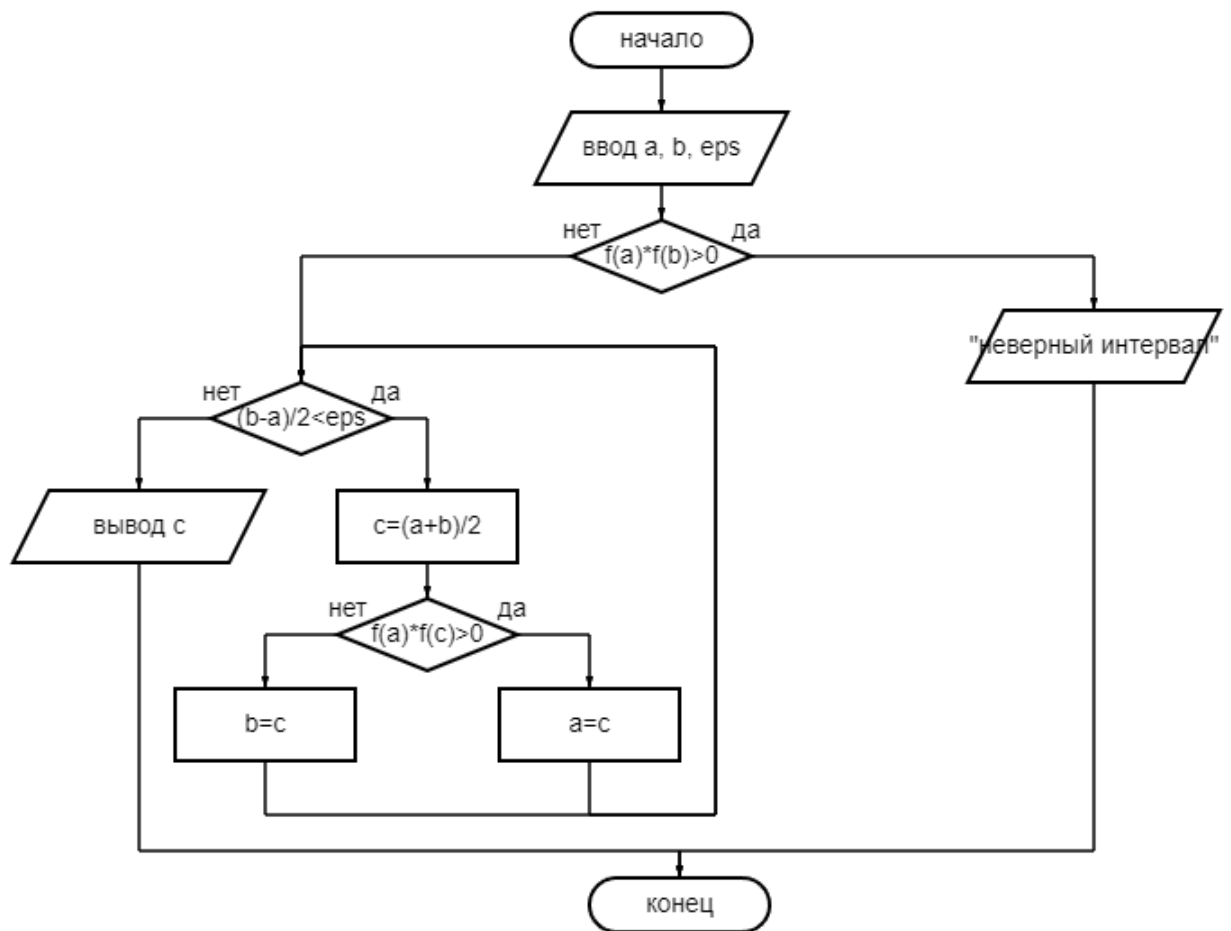 начало
ввод a, b, eps
нет
да
f(a)*f(b)>0
"неверный интервал"
нет
да
(b-a)/2<eps
вывод c
c=(a+b)/2
нет
да
f(a)*f(c)>0
b=c
a=c
конец